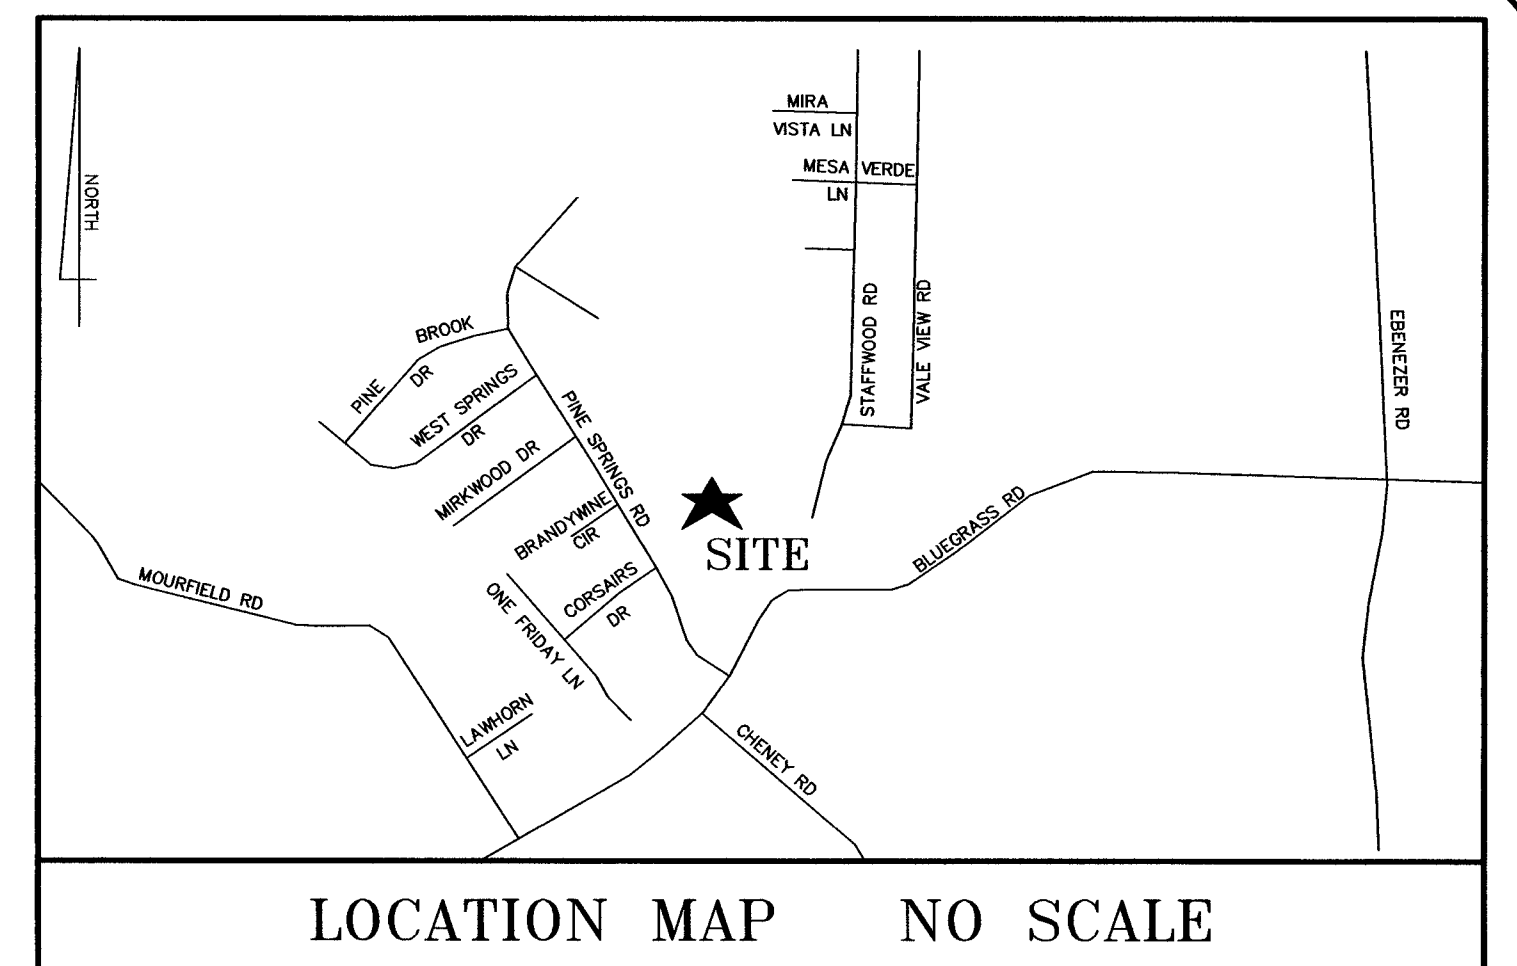 MIRA
VISTA LN
MESA VERDE
LN
NORTH
STAFFWOOD RD
VALE VIEW RD
EBENEZER RD
BROOK
PINE
DR
WEST SPRINGS
DR
PINE SPRINGS RD
MIRKWOOD DR
BRANDYWINE
CIR
SITE
BLUEGRASS RD
MOURFIELD RD
CORSAIRS
DR
ONE FRIDAY LN
LAWHORN
LN
CHENEY RD
LOCATION MAP NO SCALE